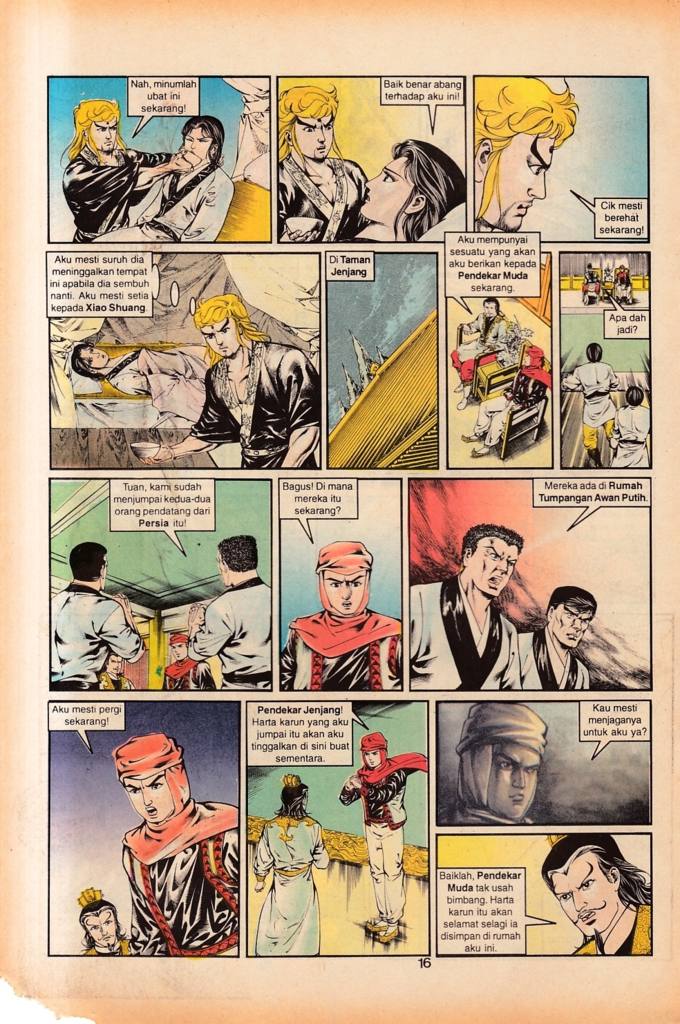 Nah, minumlah
ubat ini
sekarang!
Baik benar abang
terhadap aku ini!
Cik mesti
berehat
sekarang!
Aku mesti suruh dia
meninggalkan tempat
ini apabila dia sembuh
nanti. Aku mesti setia
kepada Xiao Shuang.
Di Taman
Jenjang
Aku mempunyai
sesuatu yang akan
aku berikan kepada
Pendekar Muda
sekarang.
Apa dah
jadi?
Tuan, kami sudah
menjumpai kedua-dua
orang pendatang dari
Persia itu!
Bagus! Di mana
mereka itu
sekarang?
Mereka ada di Rumah
Tumpangan Awan Putih.
Aku mesti pergi
sekarang!
Pendekar Jenjang!
Harta karun yang aku
jumpai itu akan aku
tinggalkan di sini buat
sementara.
Kau mesti
menjaganya
untuk aku ya?
Baiklah, Pendekar
Muda tak usah
bimbang. Harta
karun itu akan
selamat selagi ia
disimpan di rumah
aku ini.
16